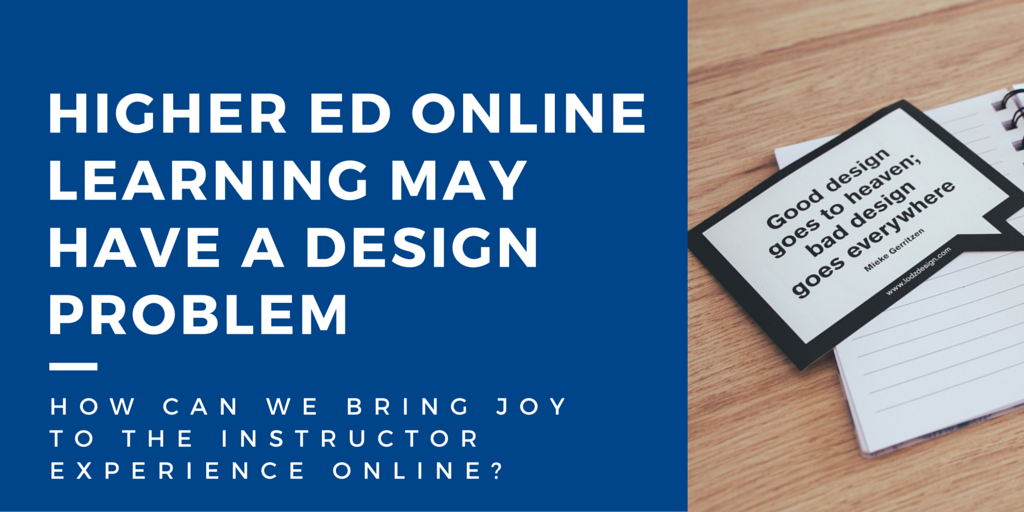 HIGHER ED ONLINE
LEARNING MAY
HAVE A DESIGN
PROBLEM
HOW CAN WE BRING JOY
TO THE INSTRUCTOR
EXPERIENCE ONLINE?
Good design
goes to heaven;
bad design
goes everywhere
Mieke Gerritzen
www.lodzdesign.com